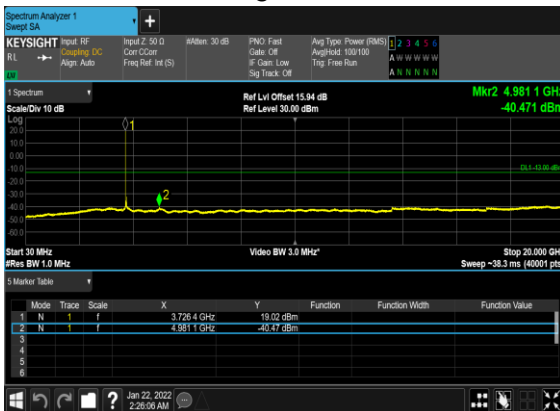 Spectrum Analyzer 1
Swept SA
KEYSIGHT Input: RF Input Z: 50 Ω #Atten: 30 dB PNO: Fast Avg Type: Power (RMS) 1 2 3 4 5 6
RL Coupling: DC Corr CCorr Gate: Off Avg|Hold: 100/100 A W W W W W
Align: Auto Freq Ref: Int (S) IF Gain: Low Trig: Free Run
Sig Track: Off A N N N N N
1 Spectrum Ref Lvl Offset 15.94 dB Mkr2 4.981 1 GHz
Scale/Div 10 dB Ref Level 30.00 dBm -40.471 dBm
Log
20.0
10.0
0.00
-10.0
-20.0
-30.0
-40.0
-50.0
-60.0
1
2
DL1 -13.00 dBm
Start 30 MHz Video BW 3.0 MHz* Stop 20.000 GHz
#Res BW 1.0 MHz Sweep ~38.3 ms (40001 pts)
5 Marker Table
Mode Trace Scale X Y Function Function Width Function Value
1 N 1 f 3.726 4 GHz 19.02 dBm
2 N 1 f 4.981 1 GHz -40.47 dBm
3
4
5
6
Jan 22, 2022
2:26:06 AM